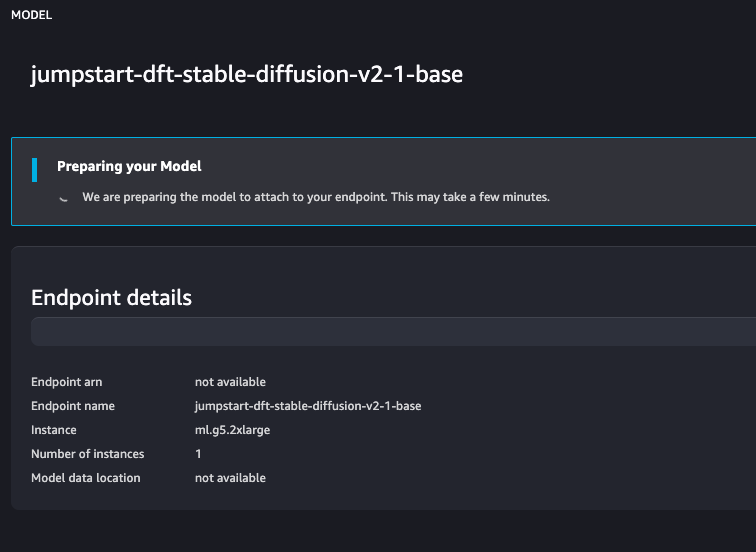 MODEL
jumpstart-dft-stable-diffusion-v2-1-base
Preparing your Model
We are preparing the model to attach to your endpoint. This may take a few minutes.
Endpoint details
Endpoint arn not available
Endpoint name jumpstart-dft-stable-diffusion-v2-1-base
Instance ml.g5.2xlarge
Number of instances 1
Model data location not available